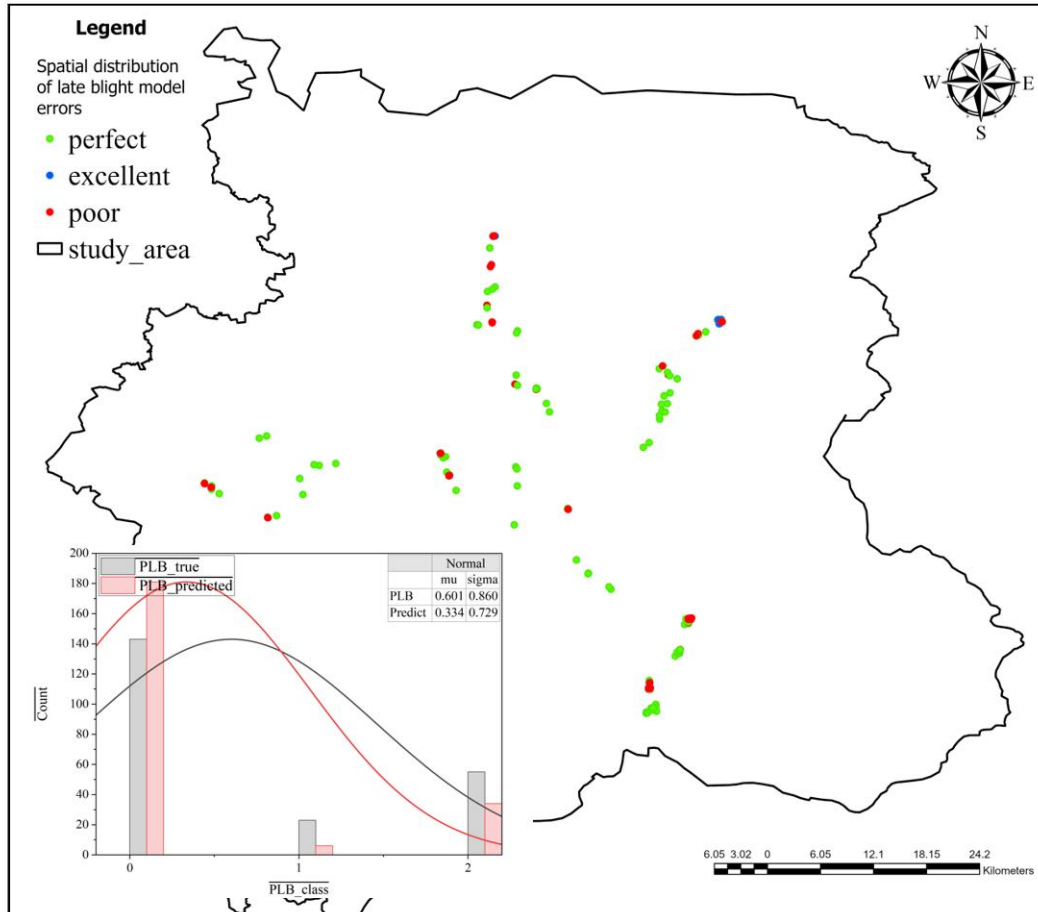 Legend
Spatial distribution
of late blight model
errors
perfect
excellent
poor
study_area
N
W E
S
200
180
160
140
120
100
80
60
40
20
0
Count
PLB_true
PLB_predicted
Normal
mu sigma
PLB 0.601 0.860
Predict 0.334 0.729
0 1 2
PLB_class
6.05 3.02 0 6.05 12.1 18.15 24.2
Kilometers